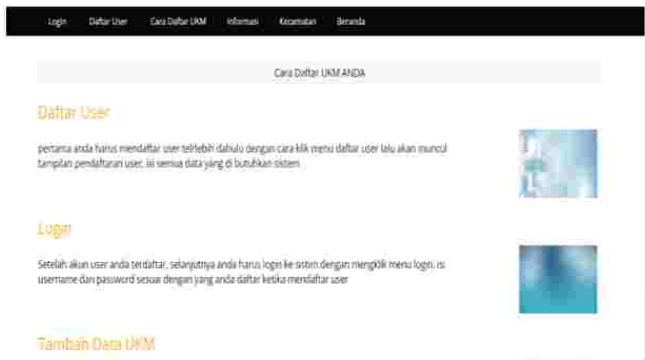 Login Daftar User Cara Daftar UKM Informasi Kecamatan Beranda
Cara Daftar UKM ANDA
Daftar User
pertama anda harus mendaftar user telrlebih dahulu dengan cara klik menu daftar user lalu akan muncul
tampilan pendaftaran user, isi semua data yang di butuhkan sistem
Login
Setelah akun user anda terdaftar, selanjutnya anda harus login ke sistim dengan mengklik menu login, isi
username dan password sesuai dengan yang anda daftar ketika mendaftar user
Tambah Data UKM